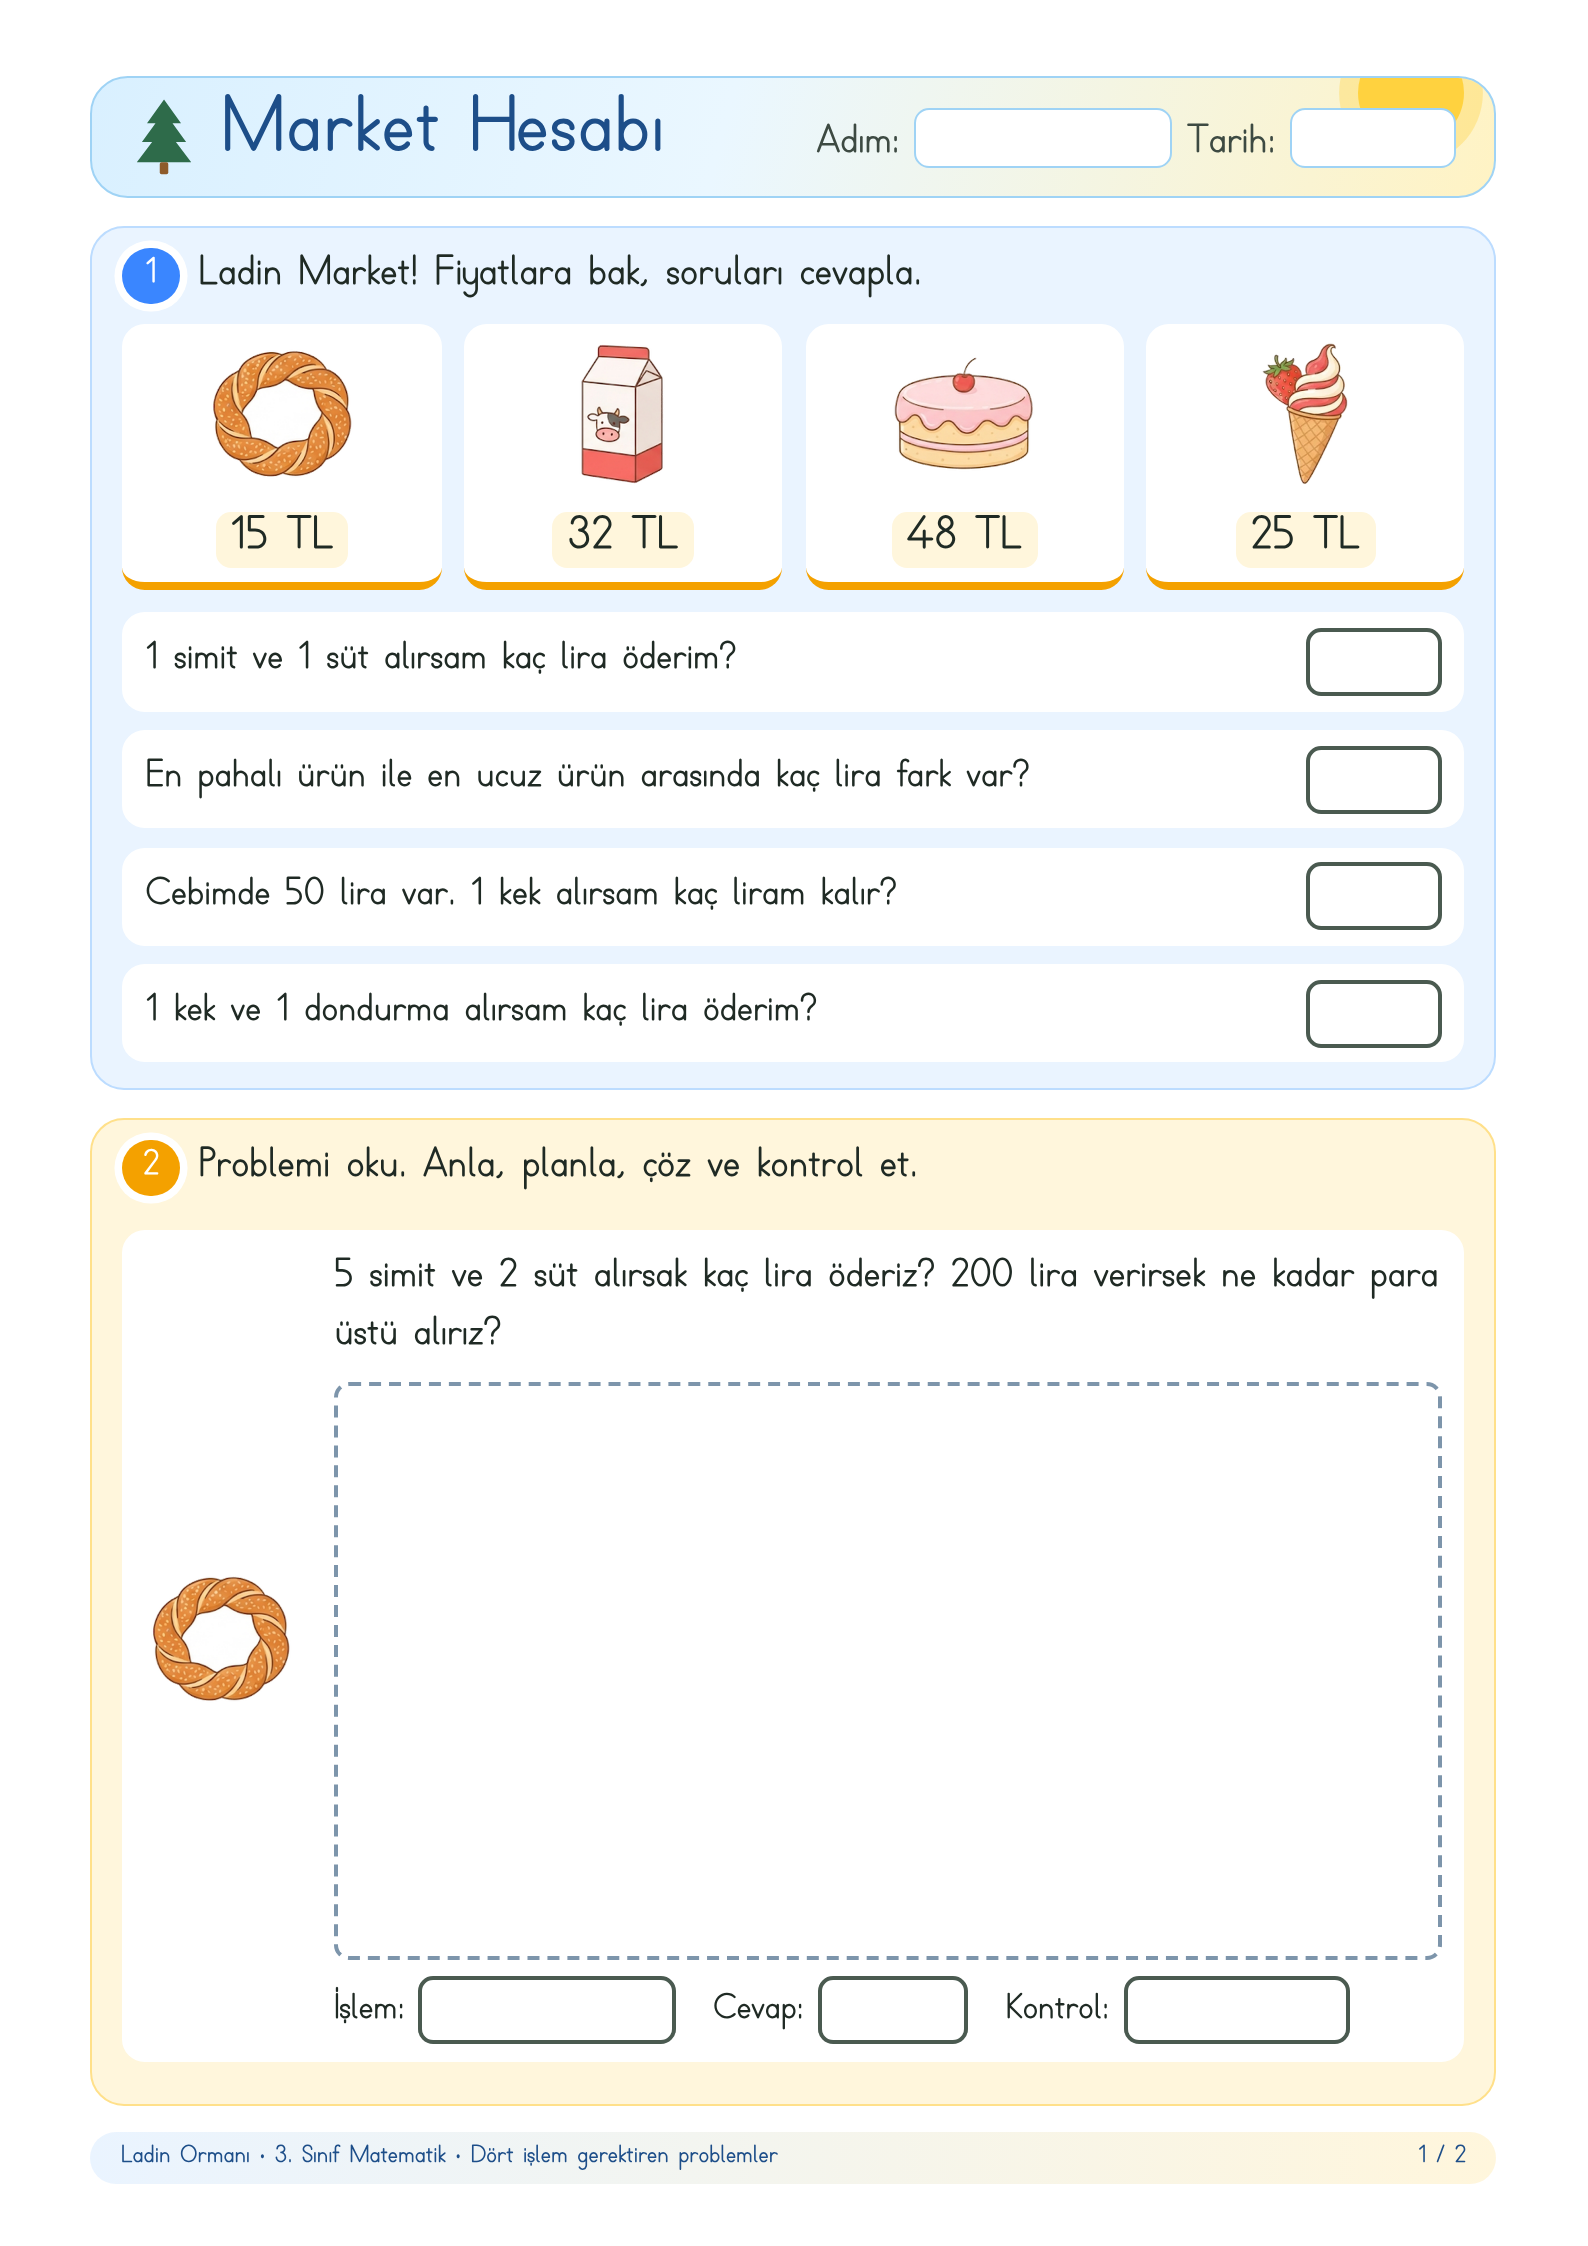 Market Hesabı
Adım:
Tarih:
1
Ladin Market! Fiyatlara bak, soruları cevapla.
15 TL
32 TL
48 TL
25 TL
1 simit ve 1 süt alırsam kaç lira öderim?
En pahalı ürün ile en ucuz ürün arasında kaç lira fark var?
Cebimde 50 lira var. 1 kek alırsam kaç liram kalır?
1 kek ve 1 dondurma alırsam kaç lira öderim?
2
Problemi oku. Anla, planla, çöz ve kontrol et.
5 simit ve 2 süt alırsak kaç lira öderiz? 200 lira verirsek ne kadar para
üstü alırız?
İşlem:
Cevap:
Kontrol:
Ladin Ormanı • 3. Sınıf Matematik • Dört işlem gerektiren problemler
1 / 2